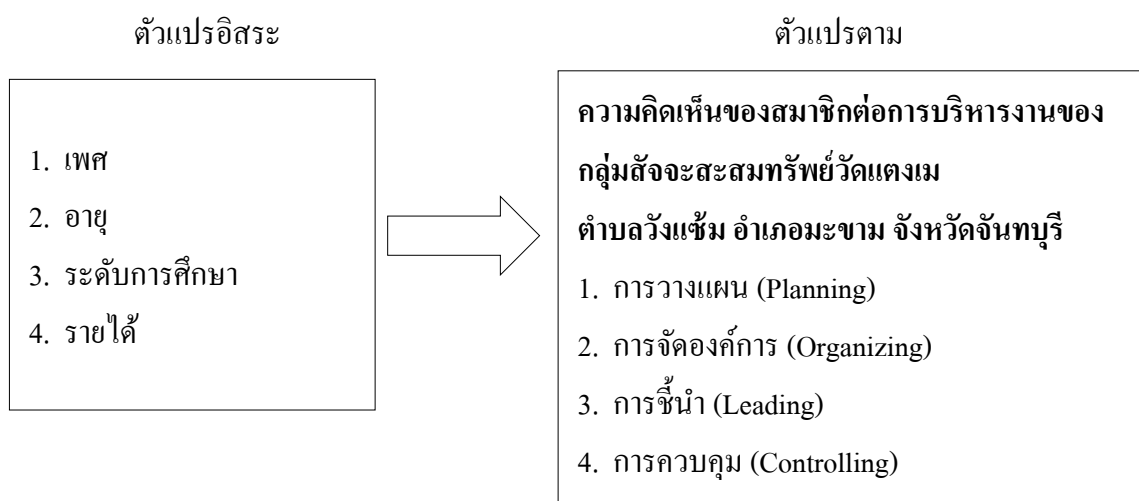 ตัวแปรอิสระ
1. เพศ
2. อายุ
3. ระดับการศึกษา
4. รายได้
ตัวแปรตาม
ความคิดเห็นของสมาชิกต่อการบริหารงานของ
กลุ่มสัจจะสะสมทรัพย์วัดแตงเม
ตำบลวังแซ้ม อำเภอมะขาม จังหวัดจันทบุรี
1. การวางแผน (Planning)
2. การจัดองค์การ (Organizing)
3. การชี้นำ (Leading)
4. การควบคุม (Controlling)